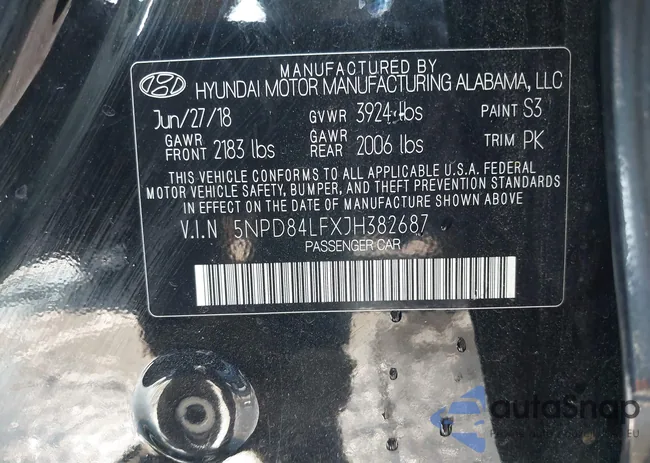 MANUFACTURED BY
HYUNDAI MOTOR MANUFACTURING ALABAMA, LLC
Jun/27/18 GVWR 3924 lbs PAINT S3
GAWR FRONT 2183 lbs GAWR REAR 2006 lbs TRIM PK
THIS VEHICLE CONFORMS TO ALL APPLICABLE U.S.A. FEDERAL
MOTOR VEHICLE SAFETY, BUMPER, AND THEFT PREVENTION STANDARDS
IN EFFECT ON THE DATE OF MANUFACTURE SHOWN ABOVE
V.I.N 5NPD84LFXJH382687
PASSENGER CAR
autoSnap